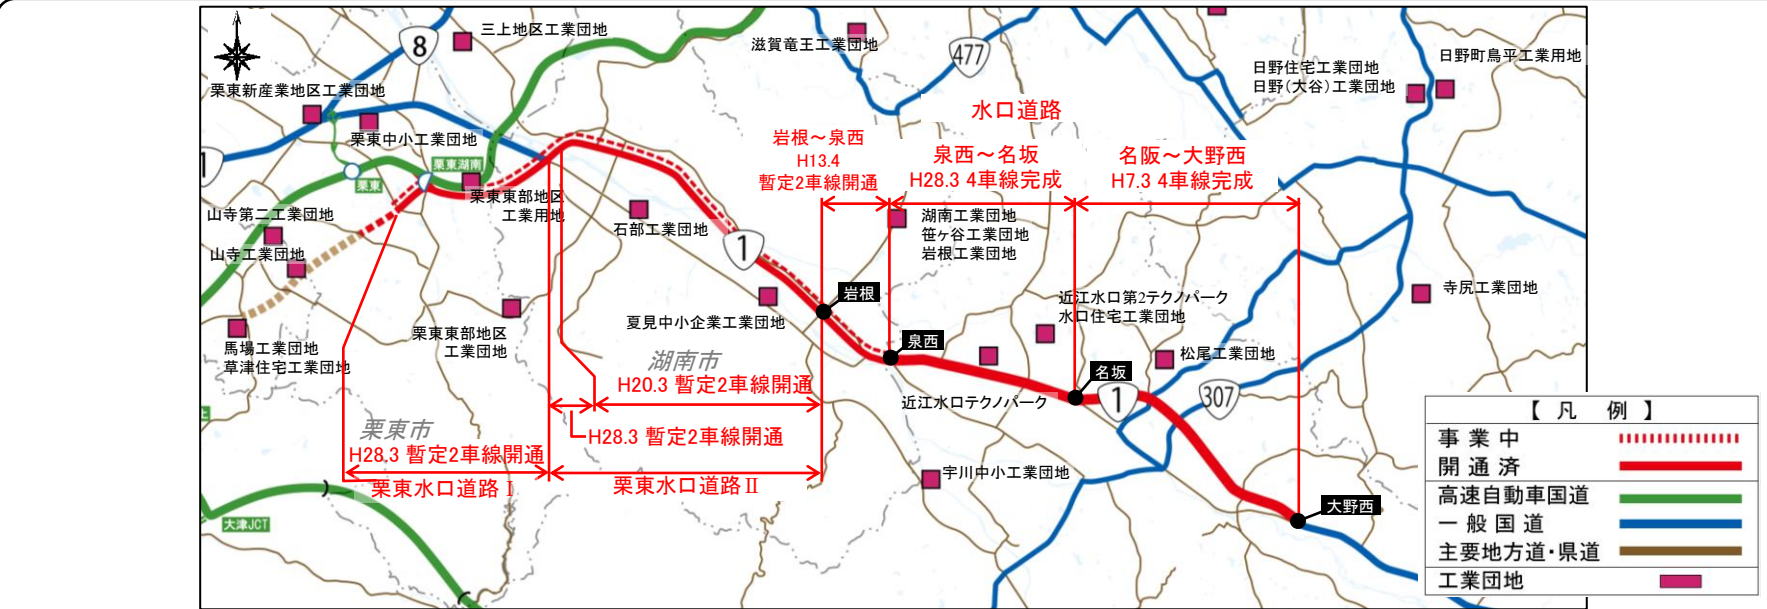 三上地区工業団地
8
滋賀竜王工業団地
477
日野町鳥平工業用地
日野住宅工業団地
日野(大谷)工業団地
栗東新産業地区工業団地
栗東中小工業団地
水口道路
岩根～泉西
H13.4
暫定2車線開通
泉西～名坂
H28.3 4車線完成
名阪～大野西
H7.3 4車線完成
1
栗東湖南
栗東
栗東東部地区
工業用地
山寺第二工業団地
山寺工業団地
石部工業団地
湖南工業団地
笹ヶ谷工業団地
岩根工業団地
1
岩根
寺尻工業団地
近江水口第2テクノパーク
水口住宅工業団地
夏見中小企業工業団地
栗東東部地区
工業団地
馬場工業団地
草津住宅工業団地
泉西
松尾工業団地
湖南市
H20.3 暫定2車線開通
名坂
1
307
近江水口テクノパーク
栗東市
H28.3 暫定2車線開通
H28.3 暫定2車線開通
栗東水口道路Ⅰ
栗東水口道路Ⅱ
宇川中小工業団地
大野西
大津JCT
【 凡 例 】
事業中
開通済
高速自動車国道
一般国道
主要地方道・県道
工業団地